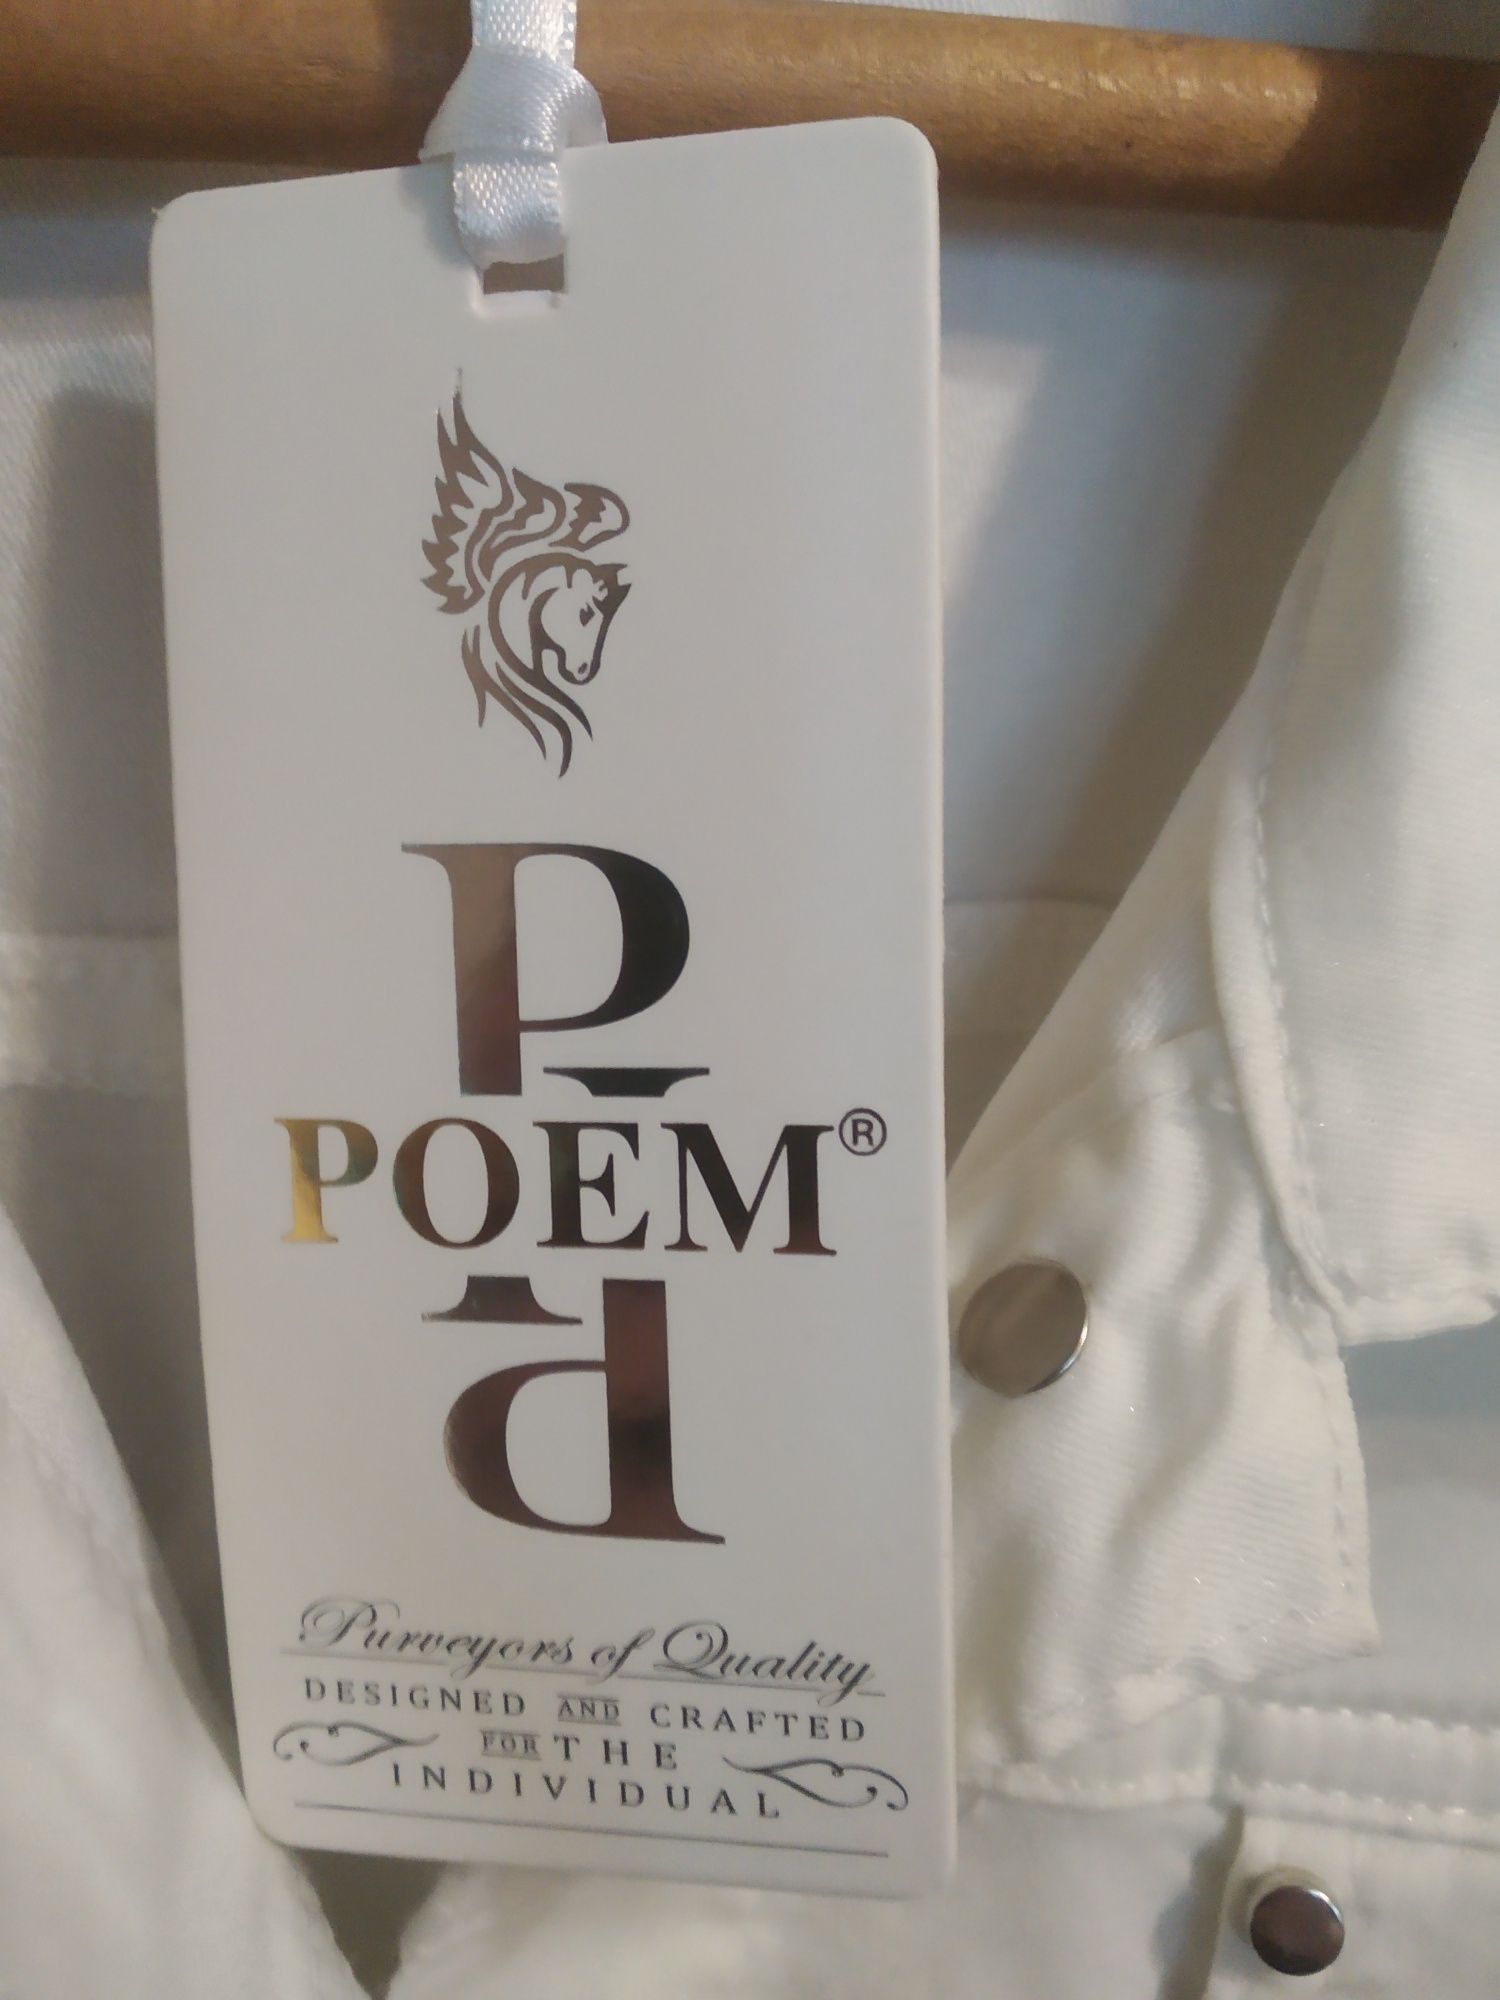 P
POEM®
P
Purveyors of Quality
DESIGNED AND CRAFTED
FOR THE
INDIVIDUAL